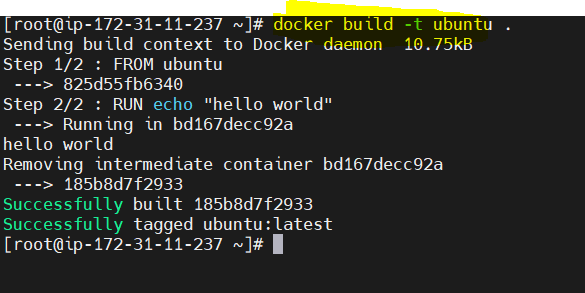 [root@ip-172-31-11-237 ~]# docker build -t ubuntu .
Sending build context to Docker daemon  10.75kB
Step 1/2 : FROM ubuntu
 ---> 825d55fb6340
Step 2/2 : RUN echo "hello world"
 ---> Running in bd167decc92a
hello world
Removing intermediate container bd167decc92a
 ---> 185b8d7f2933
Successfully built 185b8d7f2933
Successfully tagged ubuntu:latest
[root@ip-172-31-11-237 ~]#